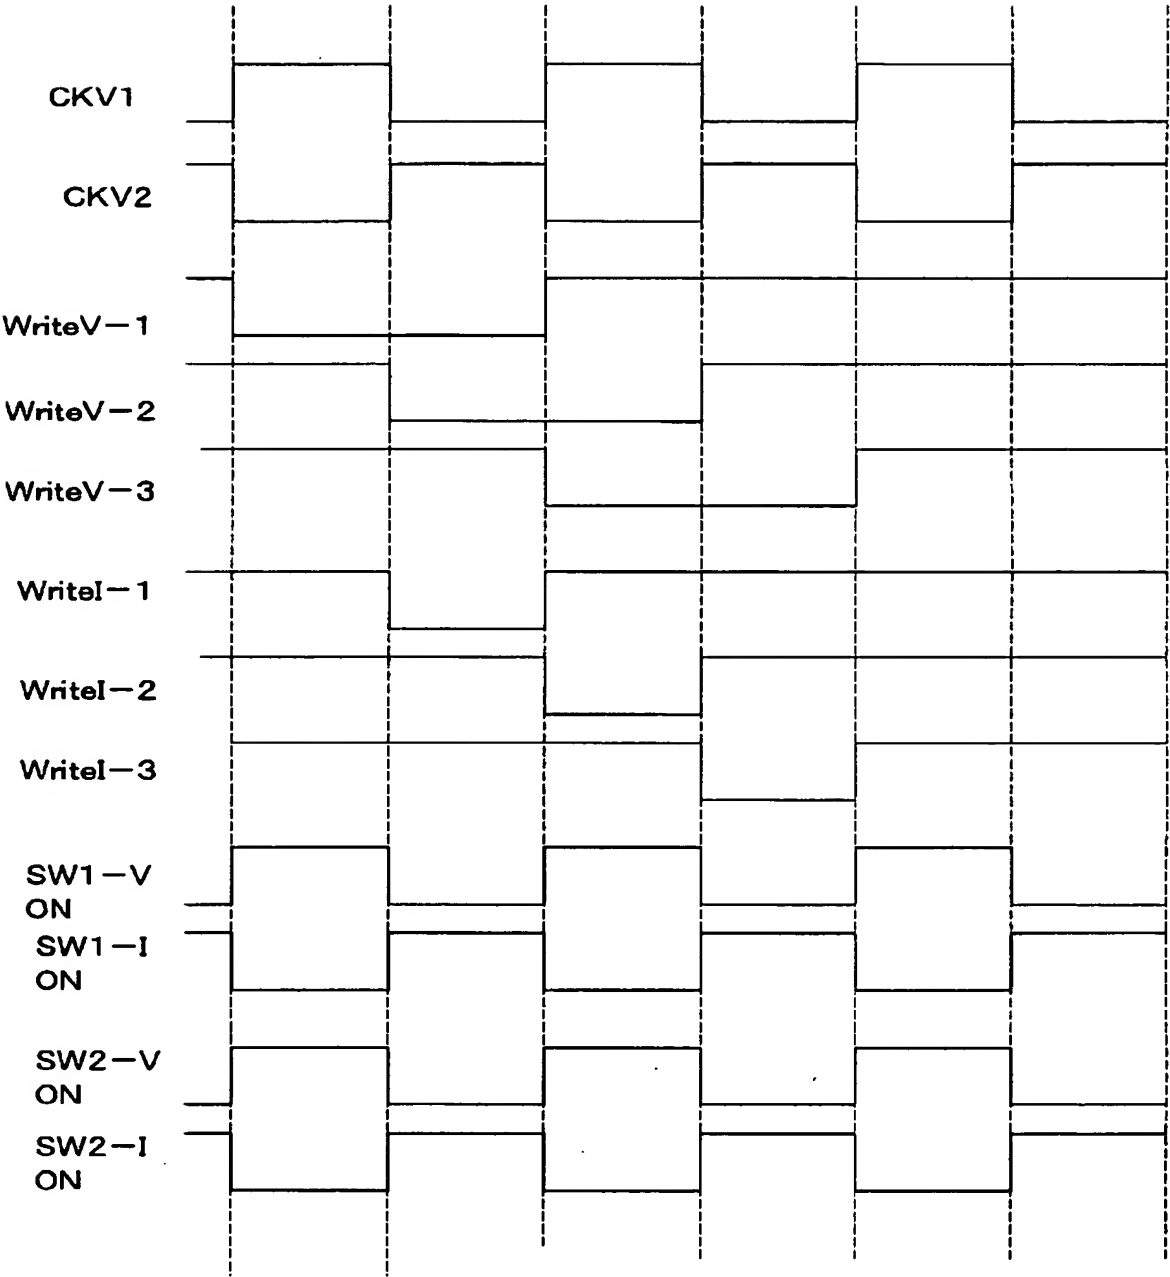 CKV1
CKV2
WriteV－1
WriteV－2
WriteV－3
WriteI－1
WriteI－2
WriteI－3
SW1－V
ON
SW1－I
ON
SW2－V
ON
SW2－I
ON